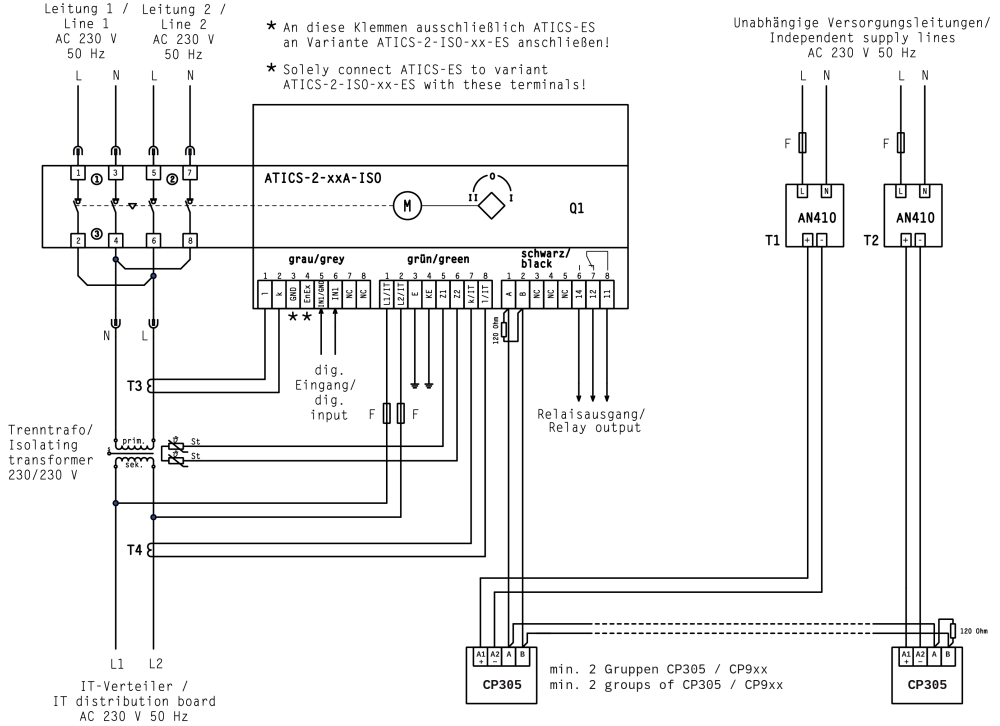 Leitung 1 /
Line 1
AC 230 V
50 Hz
Leitung 2 /
Line 2
AC 230 V
50 Hz
* An diese Klemmen ausschließlich ATICS-ES
an Variante ATICS-2-ISO-xx-ES anschließen!
* Solely connect ATICS-ES to variant
ATICS-2-ISO-xx-ES with these terminals!
Unabhängige Versorgungsleitungen/
Independent supply lines
AC 230 V 50 Hz
L N L N
L N L N
F F
1 3 5 7
① ②
ATICS-2-xxA-ISO
M
II 0 I
Q1
L N
AN410
T1 + -
L N
AN410
T2 + -
③
2 4 6 8
grau/grey
1 2 3 4 5 6 7 8
l k GND EnEx IN1/GND IN1 NC NC
* *
grün/green
1 2 3 4 5 6 7 8
L1/IT L2/IT E KE Z1 Z2 k/IT l/IT
schwarz/
black
1 2 3 4 5 6 7 8
A B NC NC NC 14 12 11
120 Ohm
N L
T3
dig.
Eingang/
dig.
input
F F
Relaisausgang/
Relay output
Trenntrafo/
Isolating
transformer
230/230 V
prim.
sek.
St
St
T4
L1 L2
IT-Verteiler /
IT distribution board
AC 230 V 50 Hz
A1 A2 A B
+ −
CP305
min. 2 Gruppen CP305 / CP9xx
min. 2 groups of CP305 / CP9xx
120 Ohm
A1 A2 A B
+ −
CP305